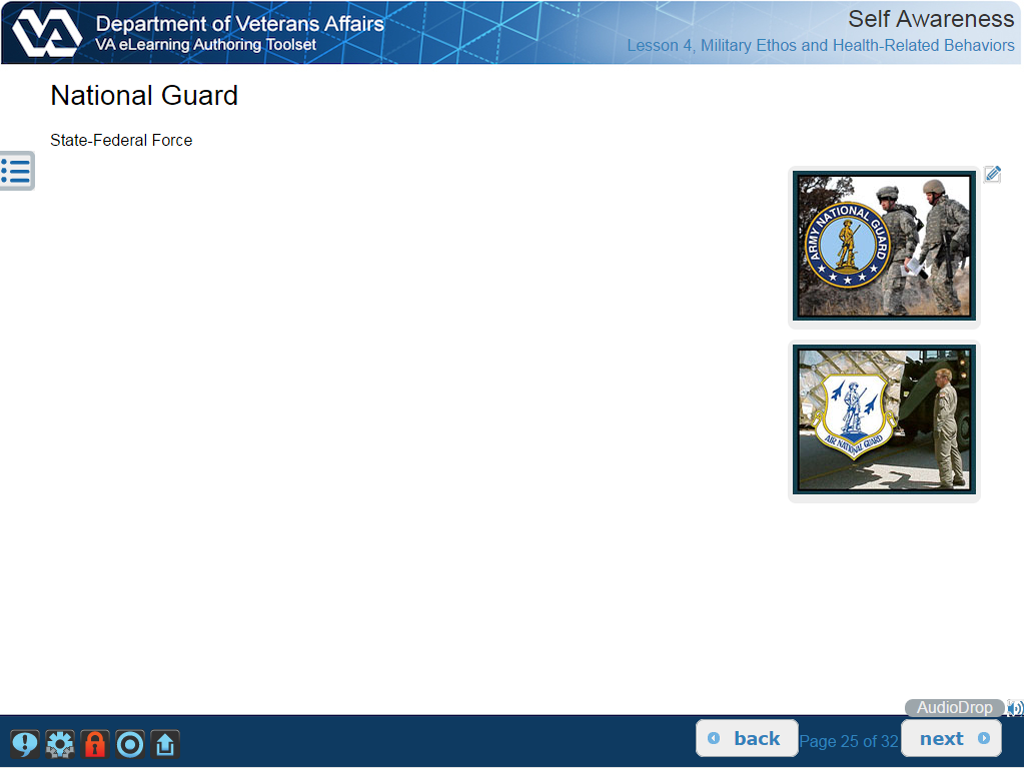 VA
Department of Veterans Affairs
VA eLearning Authoring Toolset
Self Awareness
Lesson 4, Military Ethos and Health-Related Behaviors
National Guard
State-Federal Force
ARMY NATIONAL GUARD
AIR NATIONAL GUARD
AudioDrop
back
Page 25 of 32
next